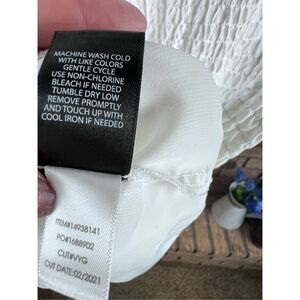 MACHINE WASH COLD
WITH LIKE COLORS
GENTLE CYCLE
USE NON-CHLORINE
BLEACH IF NEEDED
TUMBLE DRY LOW
REMOVE PROMPTLY
AND TOUCH UP WITH
COOL IRON IF NEEDED
ITEM#14938141
PO#1688902
CUT#VYG
CUT DATE:02/2021